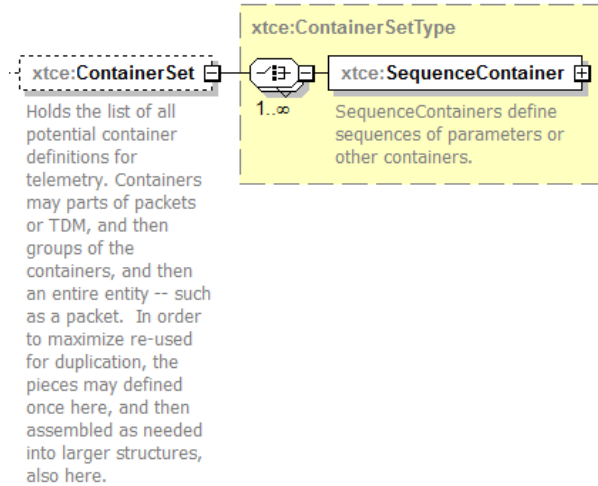 xtce:ContainerSetType
xtce:ContainerSet
xtce:SequenceContainer
1..∞
Holds the list of all
potential container
definitions for
telemetry. Containers
may parts of packets
or TDM, and then
groups of the
containers, and then
an entire entity -- such
as a packet.  In order
to maximize re-used
for duplication, the
pieces may defined
once here, and then
assembled as needed
into larger structures,
also here.
SequenceContainers define
sequences of parameters or
other containers.